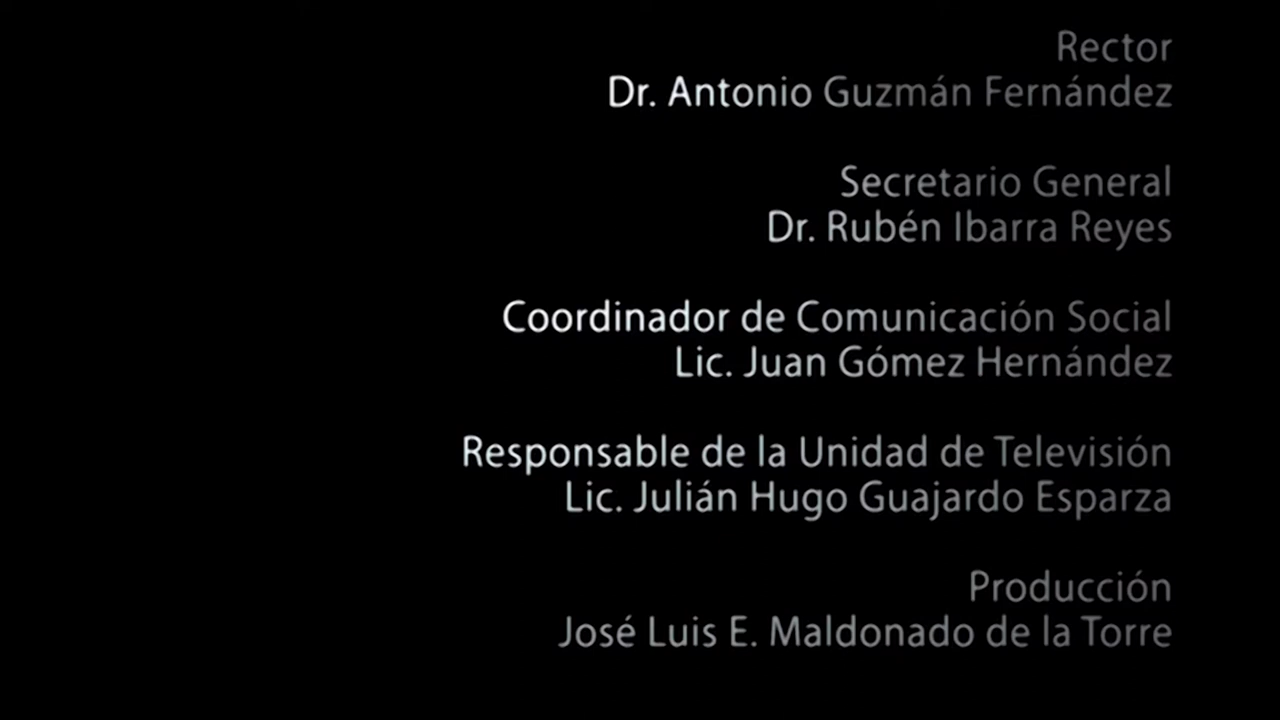 Rector
Dr. Antonio Guzmán Fernández
Secretario General
Dr. Rubén Ibarra Reyes
Coordinador de Comunicación Social
Lic. Juan Gómez Hernández
Responsable de la Unidad de Televisión
Lic. Julián Hugo Guajardo Esparza
Producción
José Luis E. Maldonado de la Torre